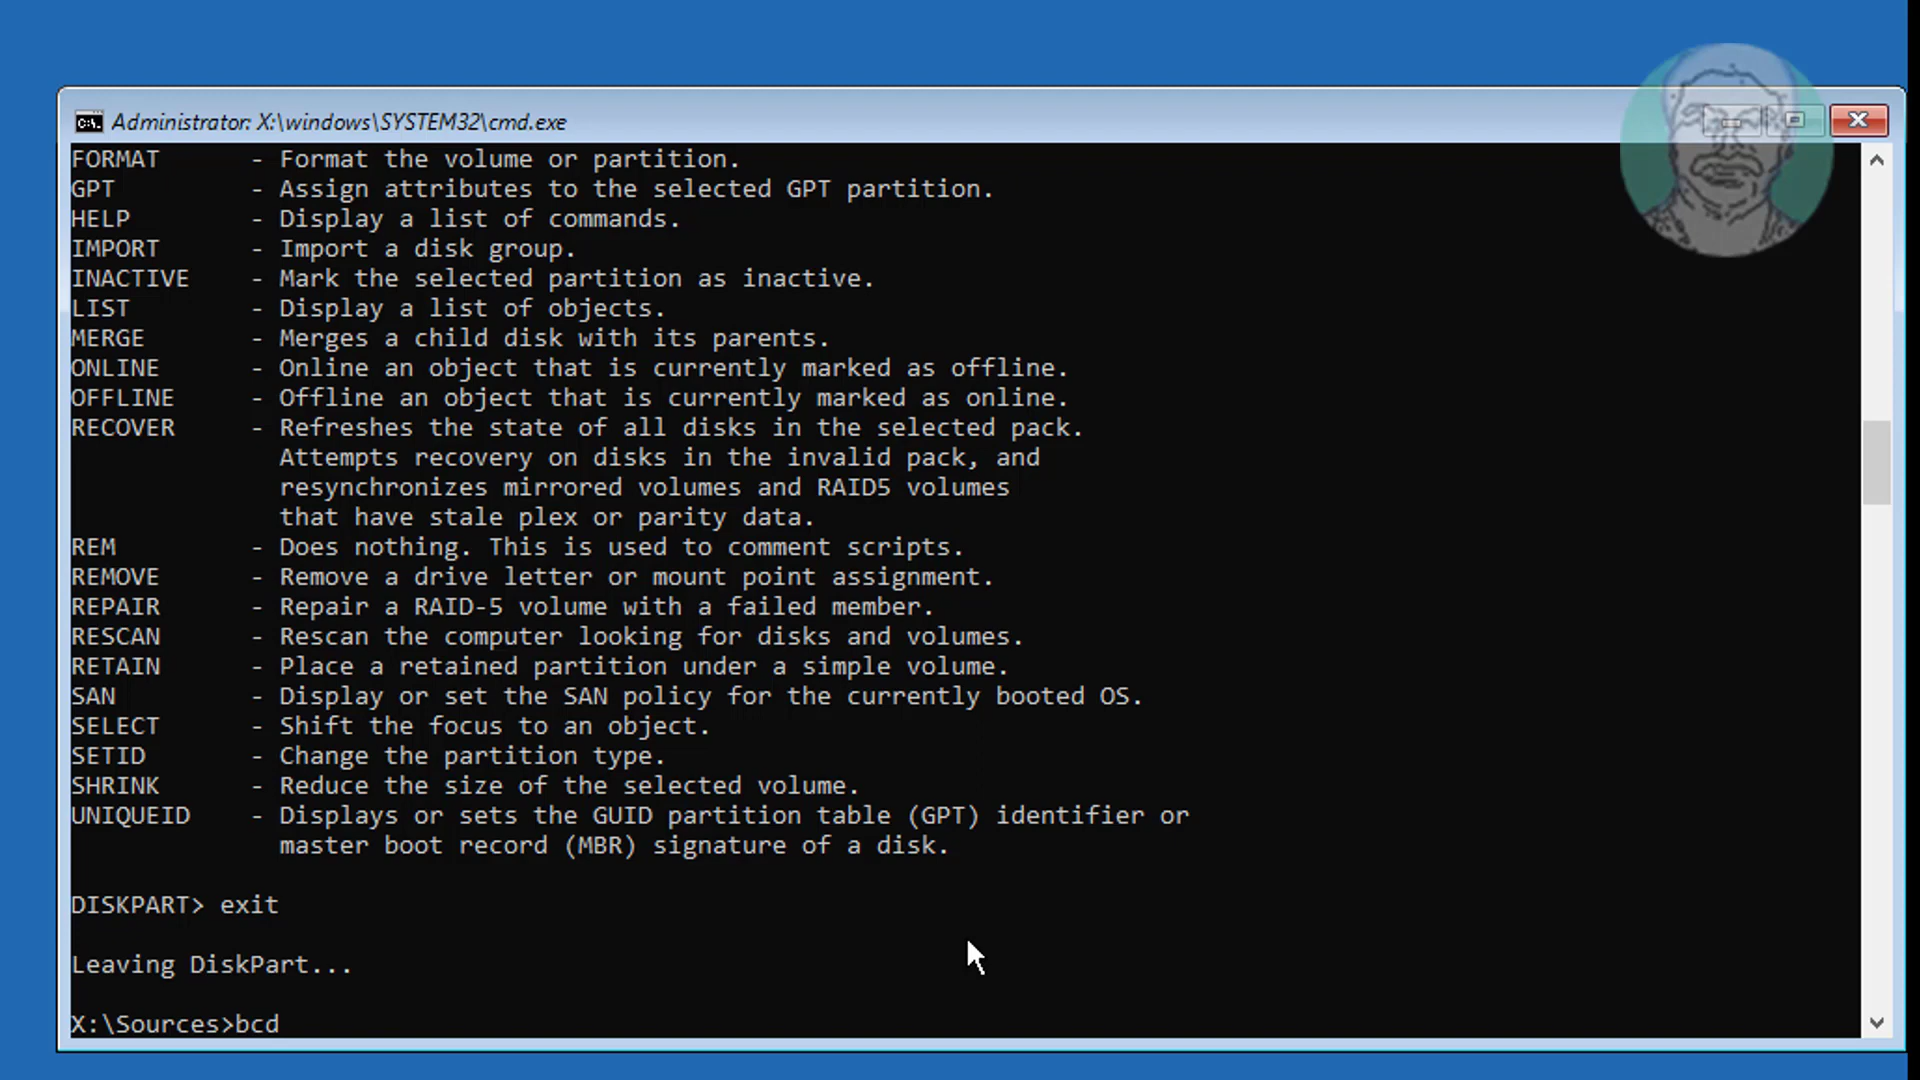 Administrator: X:\windows\SYSTEM32\cmd.exe
FORMAT - Format the volume or partition.
GPT - Assign attributes to the selected GPT partition.
HELP - Display a list of commands.
IMPORT - Import a disk group.
INACTIVE - Mark the selected partition as inactive.
LIST - Display a list of objects.
MERGE - Merges a child disk with its parents.
ONLINE - Online an object that is currently marked as offline.
OFFLINE - Offline an object that is currently marked as online.
RECOVER - Refreshes the state of all disks in the selected pack.
Attempts recovery on disks in the invalid pack, and
resynchronizes mirrored volumes and RAID5 volumes
that have stale plex or parity data.
REM - Does nothing. This is used to comment scripts.
REMOVE - Remove a drive letter or mount point assignment.
REPAIR - Repair a RAID-5 volume with a failed member.
RESCAN - Rescan the computer looking for disks and volumes.
RETAIN - Place a retained partition under a simple volume.
SAN - Display or set the SAN policy for the currently booted OS.
SELECT - Shift the focus to an object.
SETID - Change the partition type.
SHRINK - Reduce the size of the selected volume.
UNIQUEID - Displays or sets the GUID partition table (GPT) identifier or
master boot record (MBR) signature of a disk.
DISKPART> exit
Leaving DiskPart...
X:\Sources>bcd